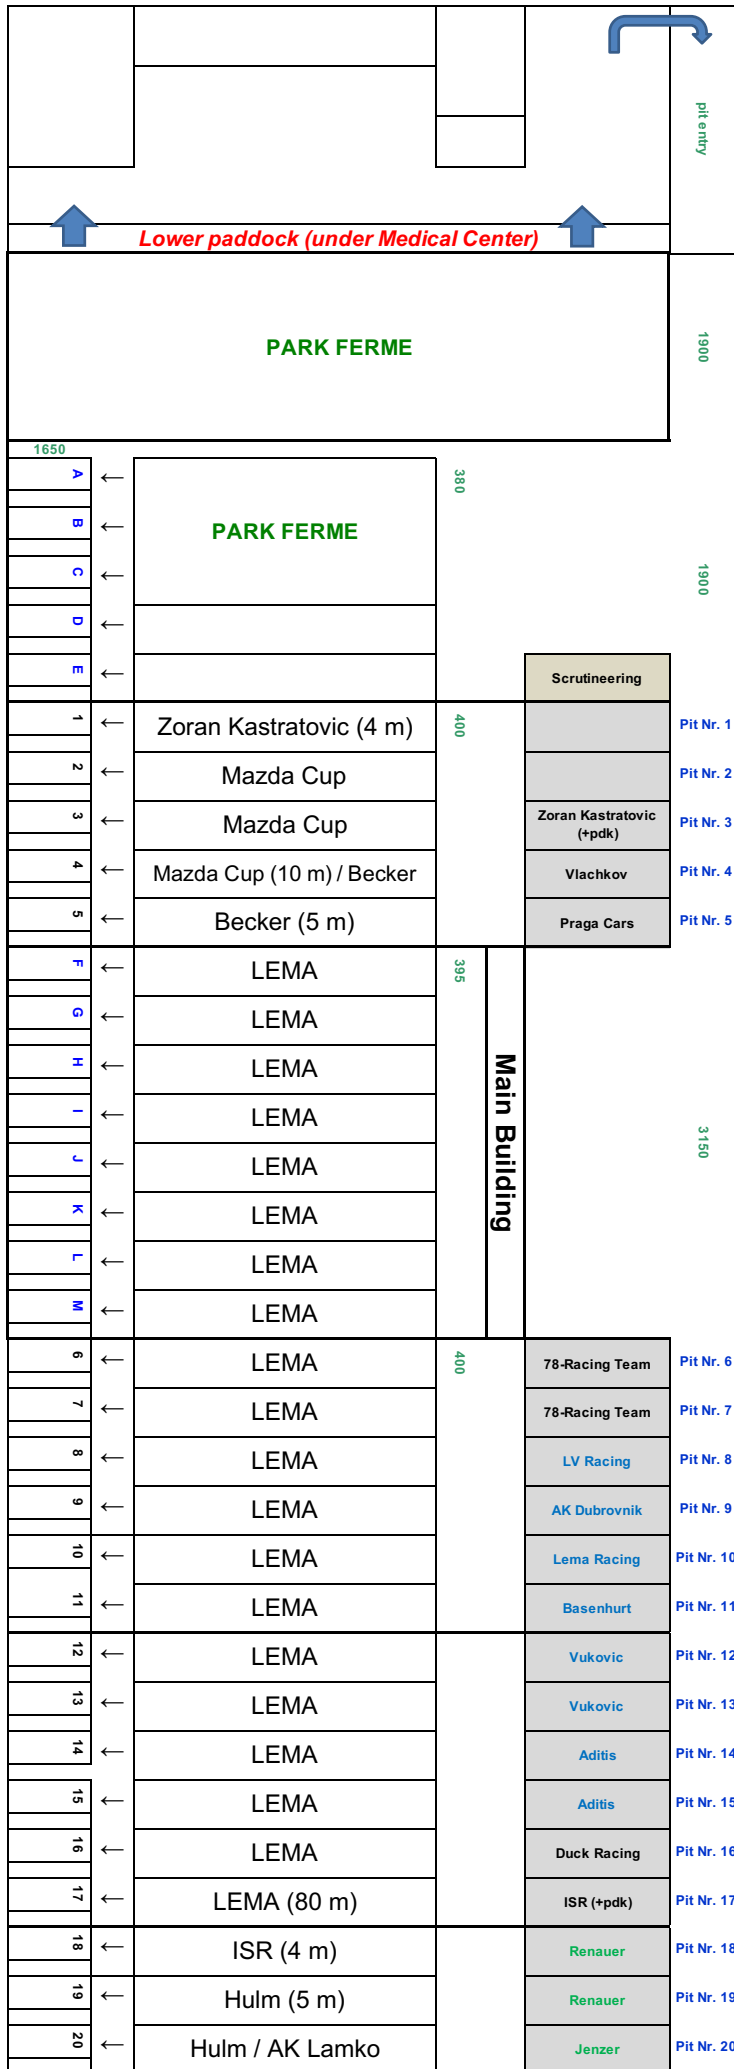 pit entry
Lower paddock (under Medical Center)
PARK FERME
1900
1650
A ← 380
B ← PARK FERME
C ← 1900
D ←
E ← Scrutineering
1 ← Zoran Kastratovic (4 m) 400 Pit Nr. 1
2 ← Mazda Cup Pit Nr. 2
3 ← Mazda Cup Zoran Kastratovic (+pdk) Pit Nr. 3
4 ← Mazda Cup (10 m) / Becker Vlachkov Pit Nr. 4
5 ← Becker (5 m) Praga Cars Pit Nr. 5
F ← LEMA 395
G ← LEMA
H ← LEMA
I ← LEMA
Main Building
J ← LEMA 3150
K ← LEMA
L ← LEMA
M ← LEMA
6 ← LEMA 400 78-Racing Team Pit Nr. 6
7 ← LEMA 78-Racing Team Pit Nr. 7
8 ← LEMA LV Racing Pit Nr. 8
9 ← LEMA AK Dubrovnik Pit Nr. 9
10 ← LEMA Lema Racing Pit Nr. 10
11 ← LEMA Basenhurt Pit Nr. 11
12 ← LEMA Vukovic Pit Nr. 12
13 ← LEMA Vukovic Pit Nr. 13
14 ← LEMA Aditis Pit Nr. 14
15 ← LEMA Aditis Pit Nr. 15
16 ← LEMA Duck Racing Pit Nr. 16
17 ← LEMA (80 m) ISR (+pdk) Pit Nr. 17
18 ← ISR (4 m) Renauer Pit Nr. 18
19 ← Hulm (5 m) Renauer Pit Nr. 19
20 ← Hulm / AK Lamko Jenzer Pit Nr. 20